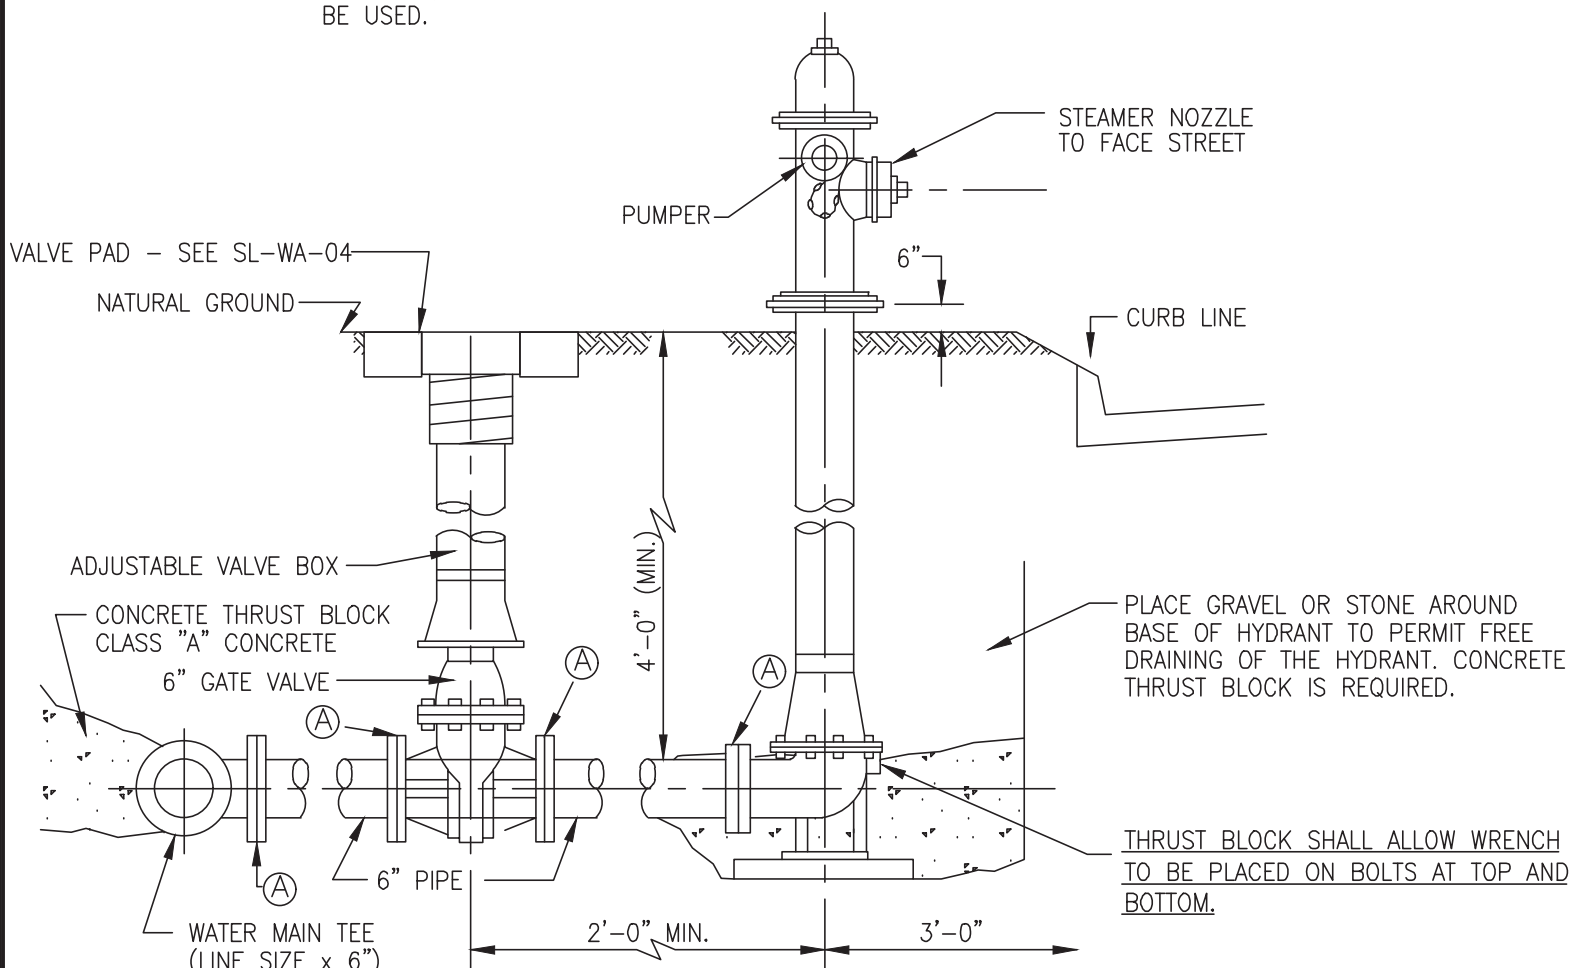 BE USED.
STEAMER NOZZLE
TO FACE STREET
PUMPER
VALVE PAD - SEE SL-WA-04
6"
NATURAL GROUND
CURB LINE
ADJUSTABLE VALVE BOX
4'-0" (MIN.)
CONCRETE THRUST BLOCK
CLASS "A" CONCRETE
PLACE GRAVEL OR STONE AROUND
BASE OF HYDRANT TO PERMIT FREE
DRAINING OF THE HYDRANT. CONCRETE
THRUST BLOCK IS REQUIRED.
6" GATE VALVE
A
A
A
THRUST BLOCK SHALL ALLOW WRENCH
TO BE PLACED ON BOLTS AT TOP AND
BOTTOM.
6" PIPE
A
WATER MAIN TEE
(LINE SIZE x 6")
2'-0" MIN.
3'-0"